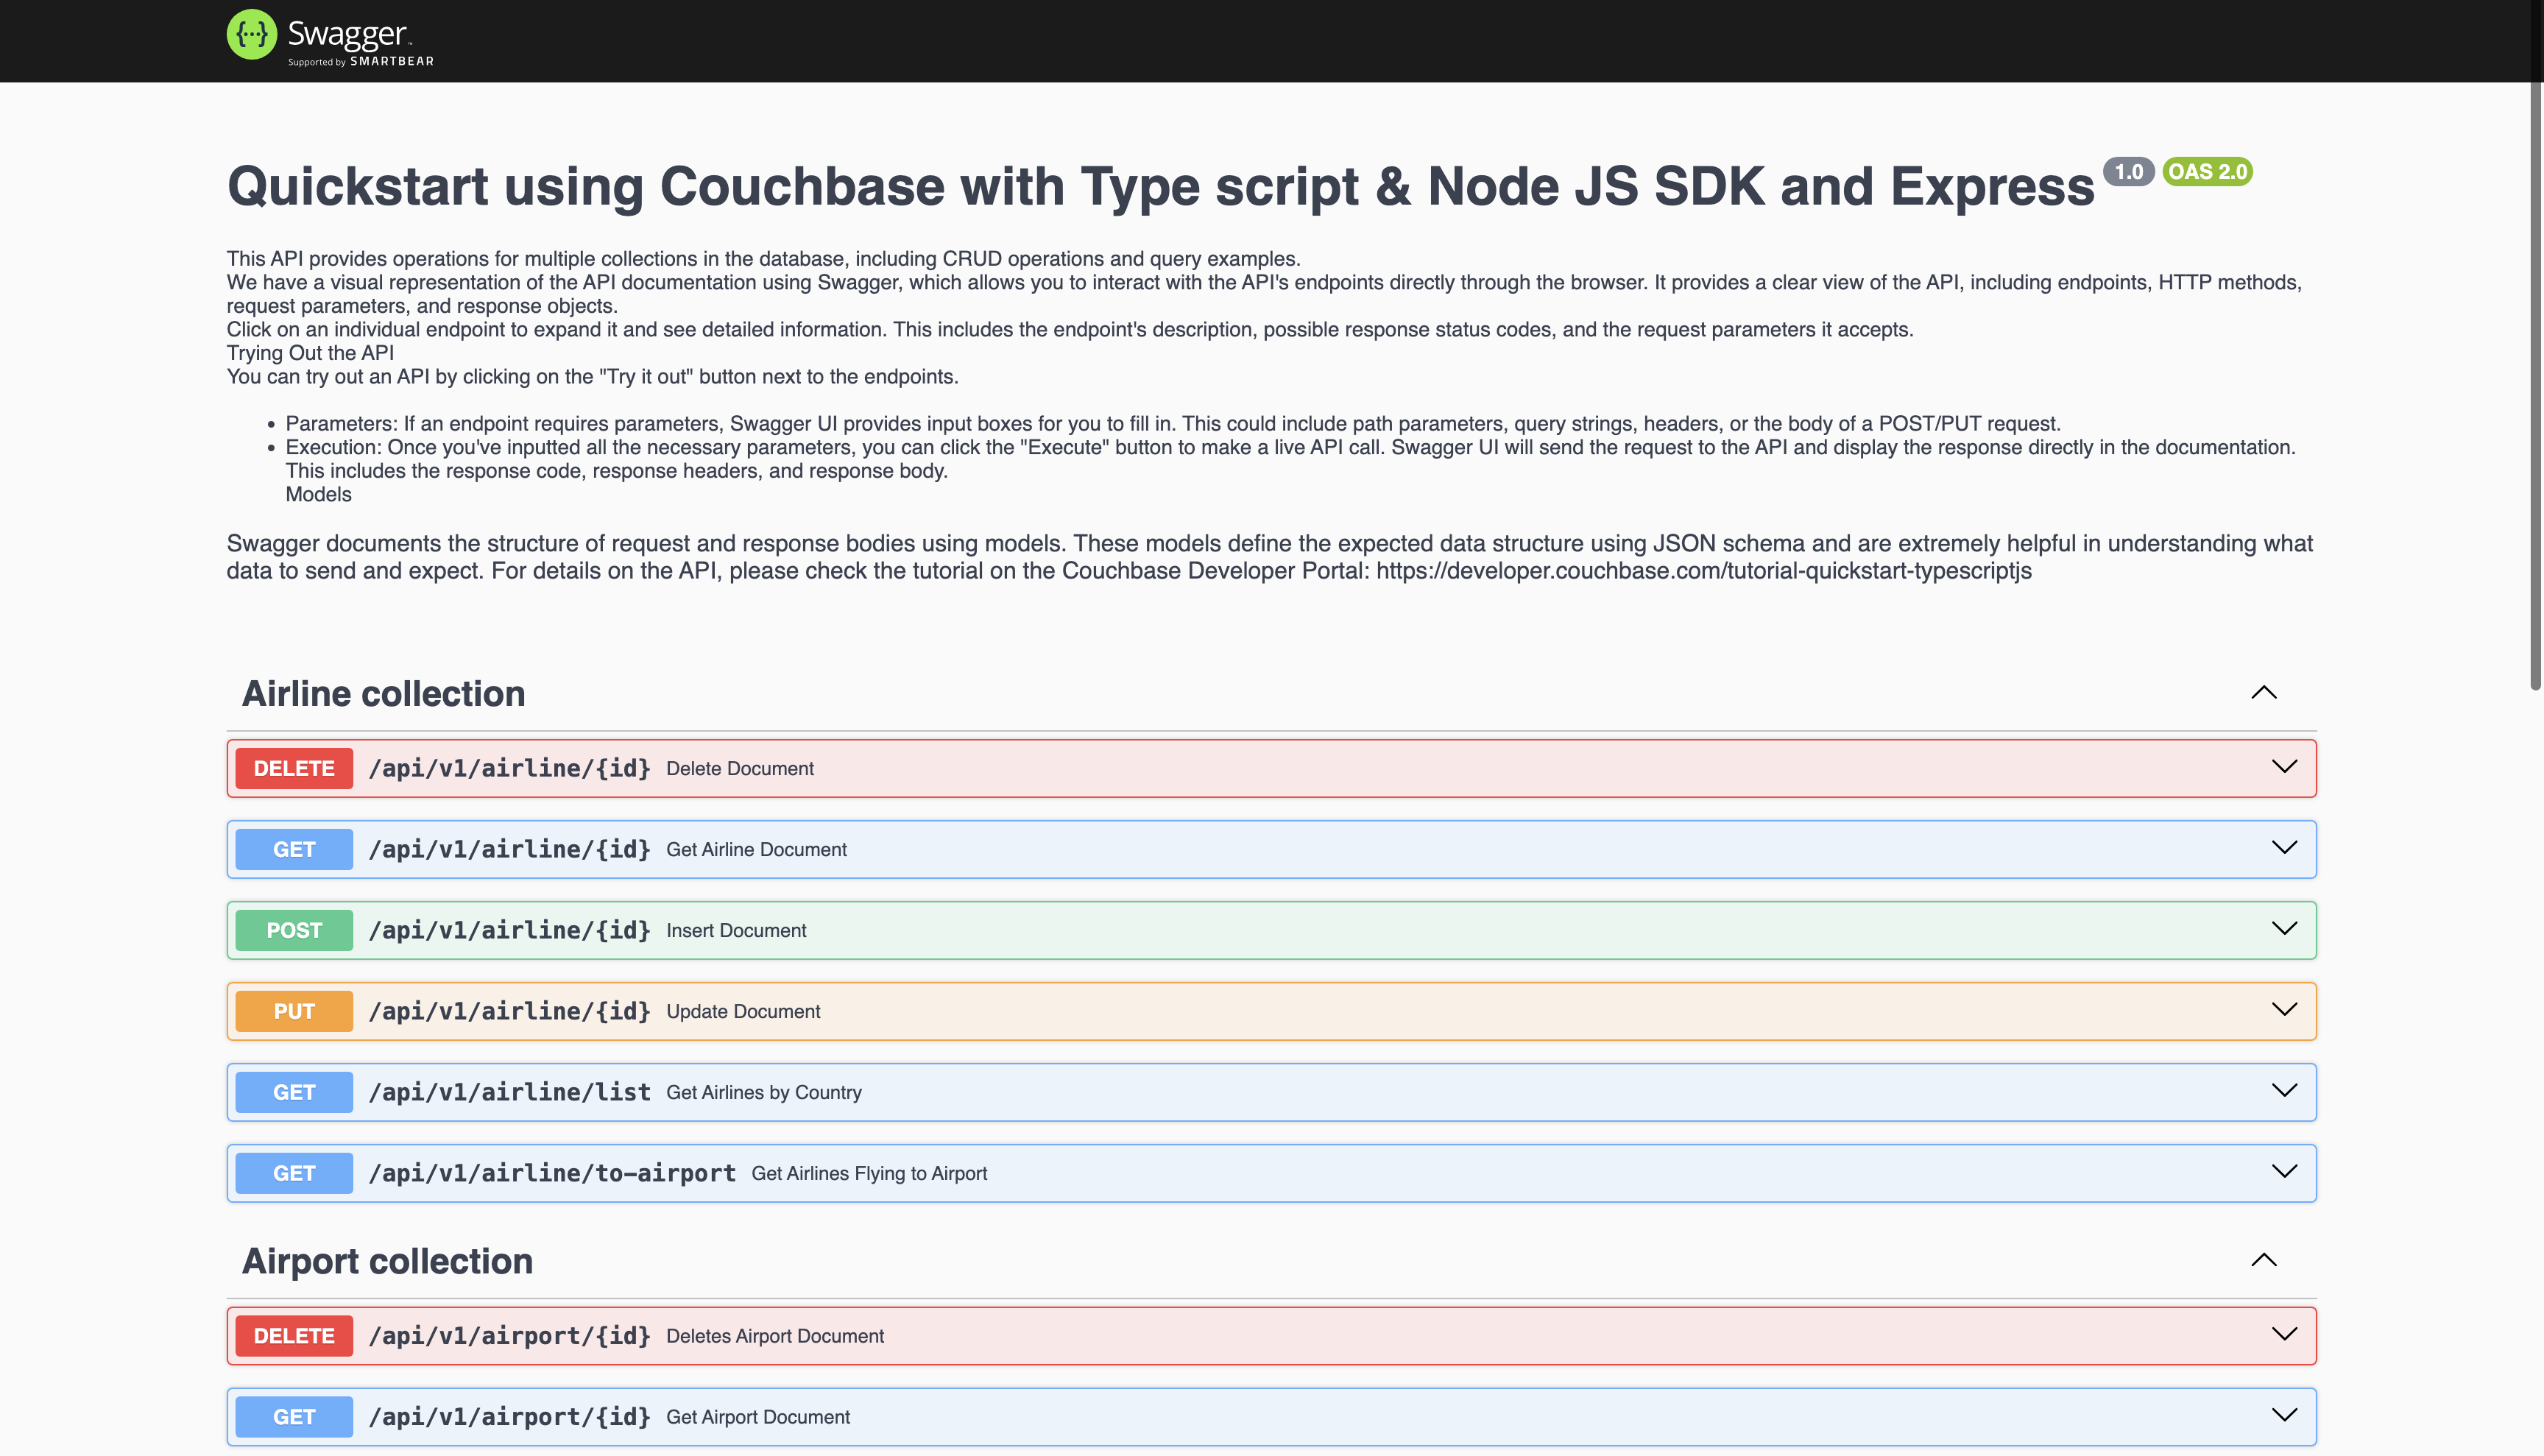 {···} Swagger™
Supported by SMARTBEAR
Quickstart using Couchbase with Type script & Node JS SDK and Express 1.0 OAS 2.0
This API provides operations for multiple collections in the database, including CRUD operations and query examples.
We have a visual representation of the API documentation using Swagger, which allows you to interact with the API's endpoints directly through the browser. It provides a clear view of the API, including endpoints, HTTP methods,
request parameters, and response objects.
Click on an individual endpoint to expand it and see detailed information. This includes the endpoint's description, possible response status codes, and the request parameters it accepts.
Trying Out the API
You can try out an API by clicking on the "Try it out" button next to the endpoints.
• Parameters: If an endpoint requires parameters, Swagger UI provides input boxes for you to fill in. This could include path parameters, query strings, headers, or the body of a POST/PUT request.
• Execution: Once you've inputted all the necessary parameters, you can click the "Execute" button to make a live API call. Swagger UI will send the request to the API and display the response directly in the documentation.
This includes the response code, response headers, and response body.
Models
Swagger documents the structure of request and response bodies using models. These models define the expected data structure using JSON schema and are extremely helpful in understanding what
data to send and expect. For details on the API, please check the tutorial on the Couchbase Developer Portal: https://developer.couchbase.com/tutorial-quickstart-typescriptjs
Airline collection
DELETE /api/v1/airline/{id} Delete Document
GET /api/v1/airline/{id} Get Airline Document
POST /api/v1/airline/{id} Insert Document
PUT /api/v1/airline/{id} Update Document
GET /api/v1/airline/list Get Airlines by Country
GET /api/v1/airline/to-airport Get Airlines Flying to Airport
Airport collection
DELETE /api/v1/airport/{id} Deletes Airport Document
GET /api/v1/airport/{id} Get Airport Document